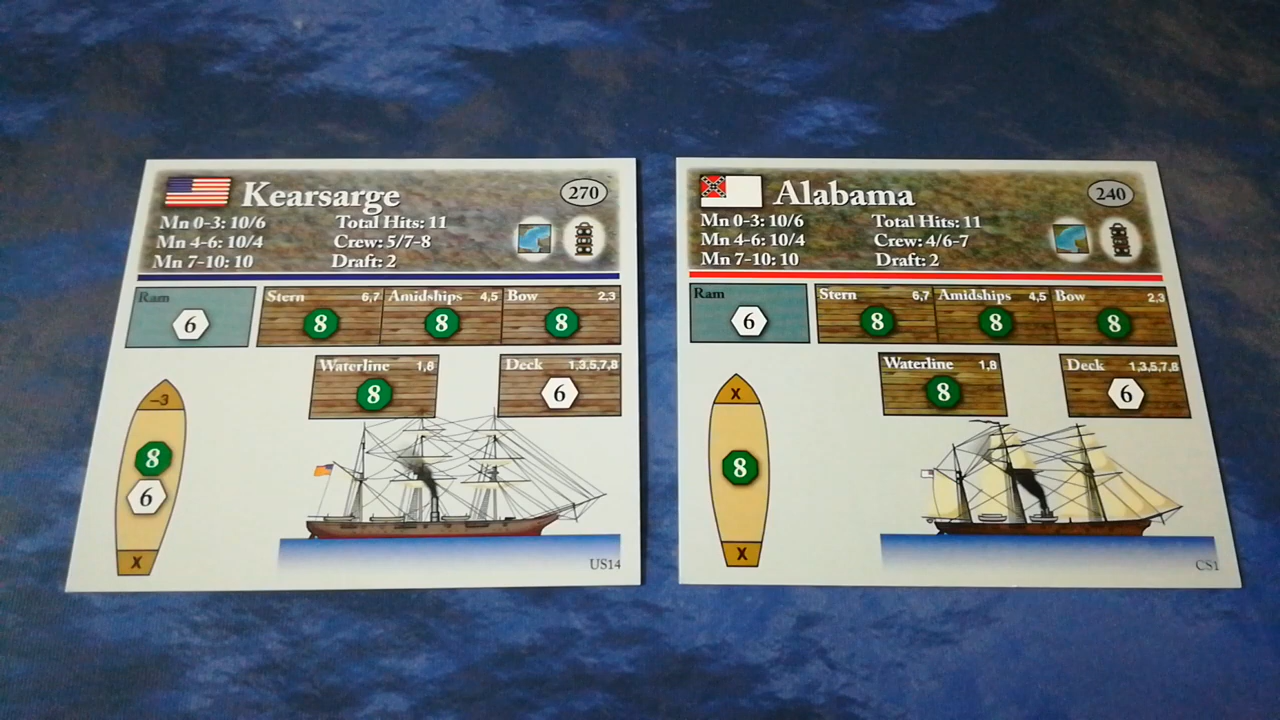 Kearsarge 270
Mn 0-3: 10/6 Total Hits: 11
Mn 4-6: 10/4 Crew: 5/7-8
Mn 7-10: 10 Draft: 2
Ram Stern 6,7 Amidships 4,5 Bow 2,3
6 8 8 8
Waterline 1,8 Deck 1,3,5,7,8
8 6
-3
8
6
X
US14
Alabama 240
Mn 0-3: 10/6 Total Hits: 11
Mn 4-6: 10/4 Crew: 4/6-7
Mn 7-10: 10 Draft: 2
Ram Stern 6,7 Amidships 4,5 Bow 2,3
6 8 8 8
Waterline 1,8 Deck 1,3,5,7,8
8 6
X
8
X
CS1